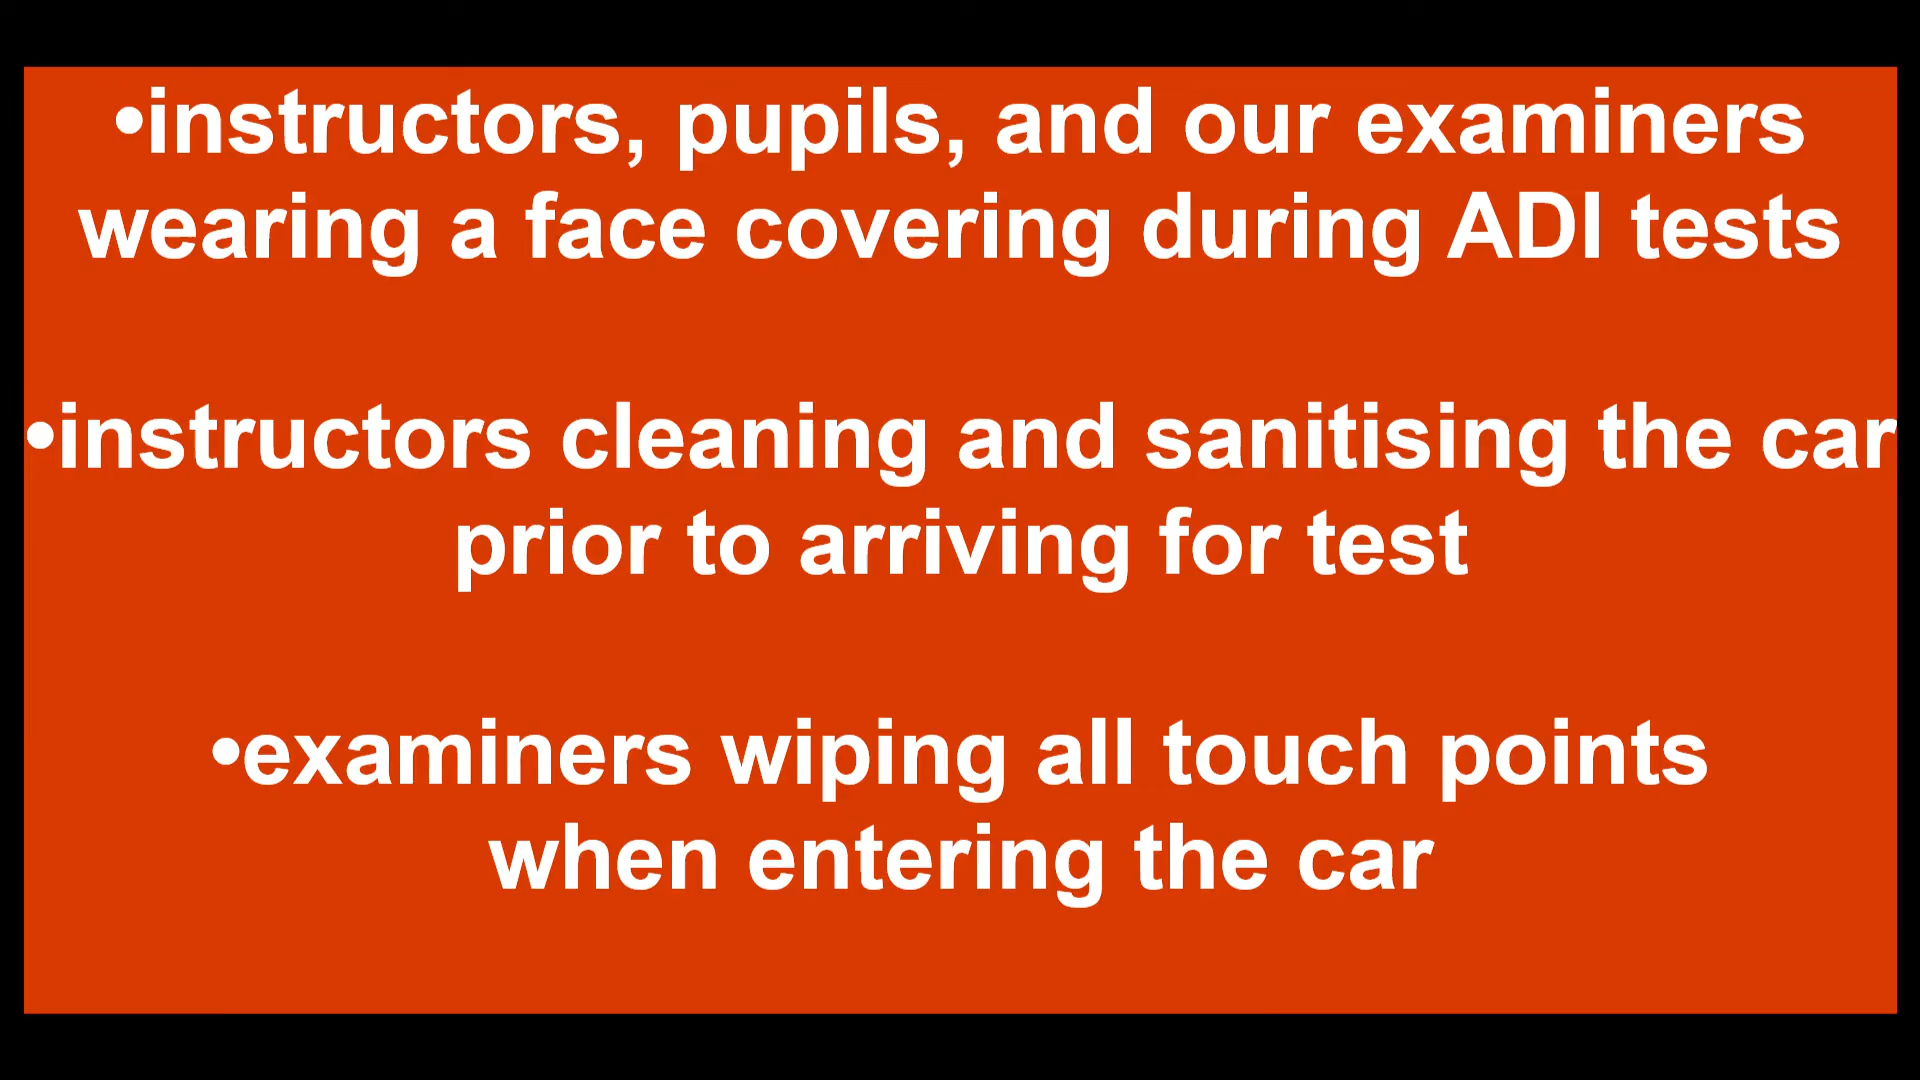 •instructors, pupils, and our examiners
wearing a face covering during ADI tests
•instructors cleaning and sanitising the car
prior to arriving for test
•examiners wiping all touch points
when entering the car